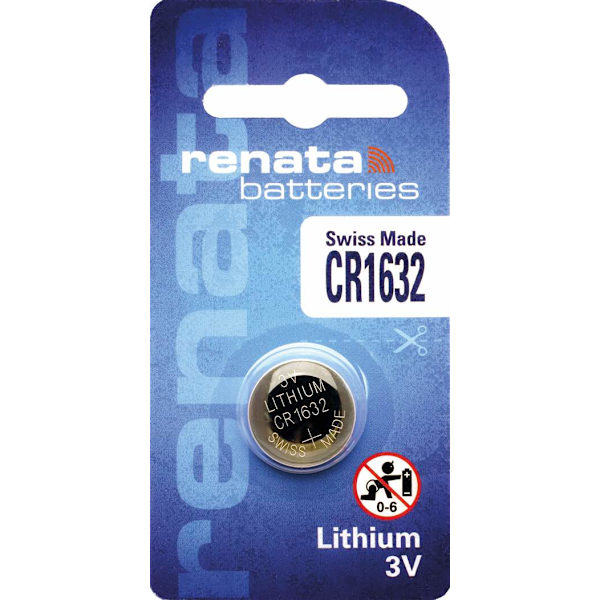 renata
renata
batteries
Swiss Made
CR1632
3V
LITHIUM
CR1632
+
SWISS MADE
0-6
Lithium
3V